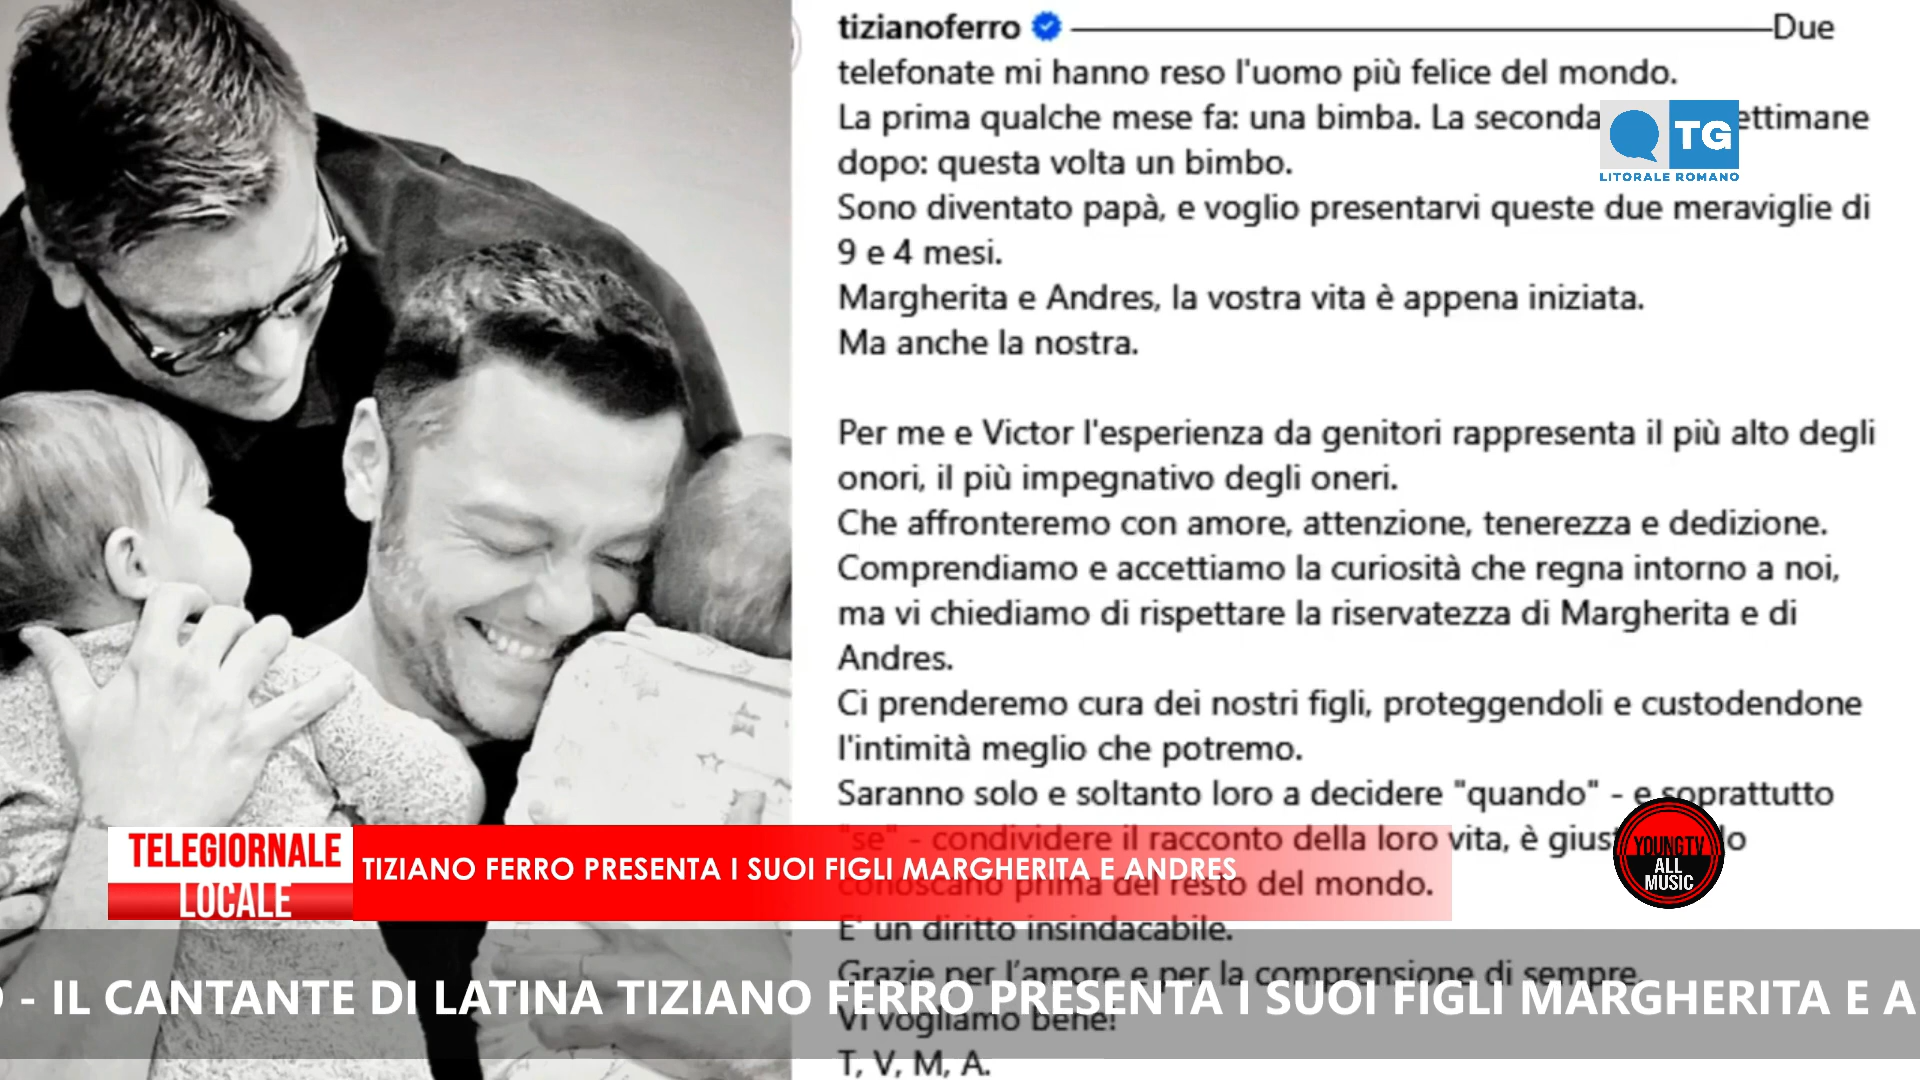 tizianoferro Due
telefonate mi hanno reso l'uomo più felice del mondo.
La prima qualche mese fa: una bimba. La seconda ettimane
dopo: questa volta un bimbo.
Sono diventato papà, e voglio presentarvi queste due meraviglie di
9 e 4 mesi.
Margherita e Andres, la vostra vita è appena iniziata.
Ma anche la nostra.
Per me e Victor l'esperienza da genitori rappresenta il più alto degli
onori, il più impegnativo degli oneri.
Che affronteremo con amore, attenzione, tenerezza e dedizione.
Comprendiamo e accettiamo la curiosità che regna intorno a noi,
ma vi chiediamo di rispettare la riservatezza di Margherita e di
Andres.
Ci prenderemo cura dei nostri figli, proteggendoli e custodendone
l'intimità meglio che potremo.
Saranno solo e soltanto loro a decidere "quando" - e soprattutto
"se" - condividere il racconto della loro vita, è lo
conoscano prima del resto del mondo.
E' un diritto insindacabile.
Grazie per l'amore e per la comprensione di sempre.
Vi vogliamo bene!
T, V, M, A.
TG
LITORALE ROMANO
TELEGIORNALE
LOCALE
TIZIANO FERRO PRESENTA I SUOI FIGLI MARGHERITA E ANDRES
YOUNGTV
ALL
MUSIC
- IL CANTANTE DI LATINA TIZIANO FERRO PRESENTA I SUOI FIGLI MARGHERITA E A